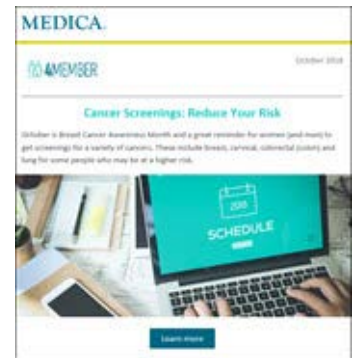 MEDICA.
4MEMBER
October 2018
Cancer Screenings: Reduce Your Risk
October is Breast Cancer Awareness Month and a great reminder for women (and men) to
get screenings for a variety of cancers. These include breast, cervical, colorectal (colon) and
lung for some people who may be at a higher risk.
SCHEDULE
Learn more